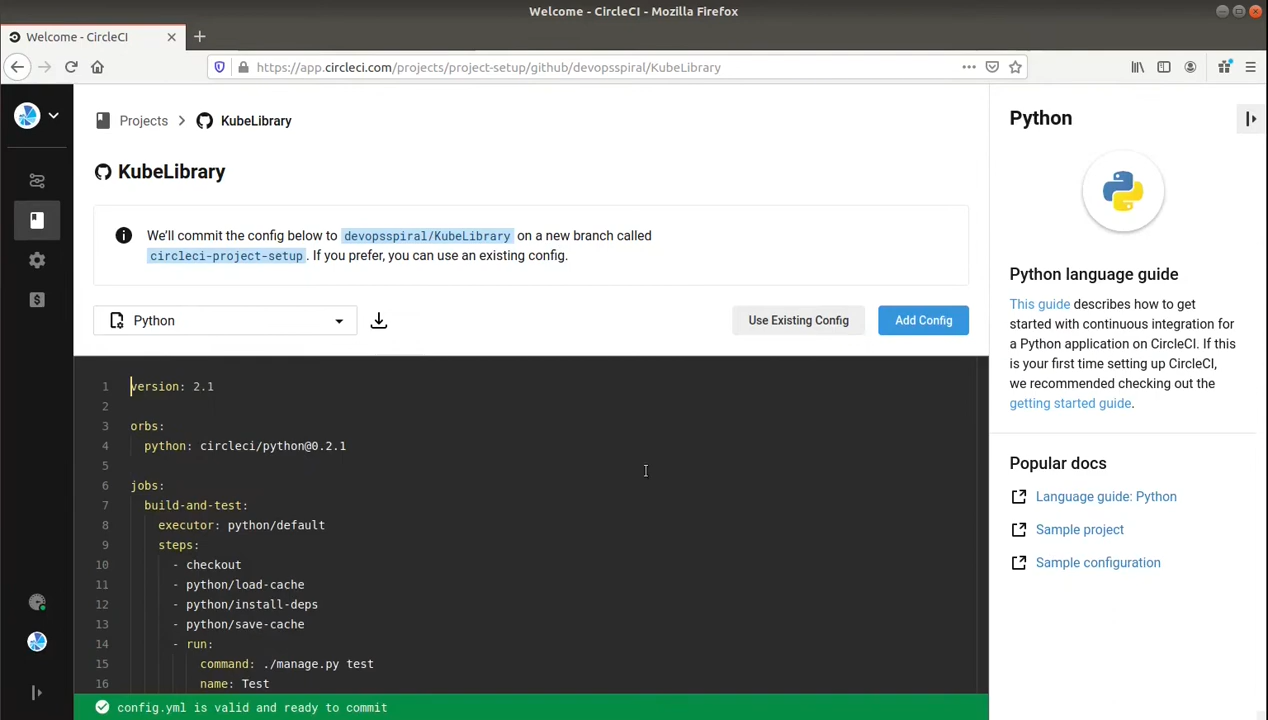 Welcome - CircleCI - Mozilla Firefox
Welcome - CircleCI
https://app.circleci.com/projects/project-setup/github/devopsspiral/KubeLibrary
Projects > KubeLibrary
KubeLibrary
We'll commit the config below to devopsspiral/KubeLibrary on a new branch called
circleci-project-setup. If you prefer, you can use an existing config.
Python
Use Existing Config
Add Config
1 version: 2.1
2
3 orbs:
4 python: circleci/python@0.2.1
5
6 jobs:
7 build-and-test:
8 executor: python/default
9 steps:
10 - checkout
11 - python/load-cache
12 - python/install-deps
13 - python/save-cache
14 - run:
15 command: ./manage.py test
16 name: Test
config.yml is valid and ready to commit
Python
Python language guide
This guide describes how to get
started with continuous integration for
a Python application on CircleCI. If this
is your first time setting up CircleCI,
we recommended checking out the
getting started guide.
Popular docs
Language guide: Python
Sample project
Sample configuration